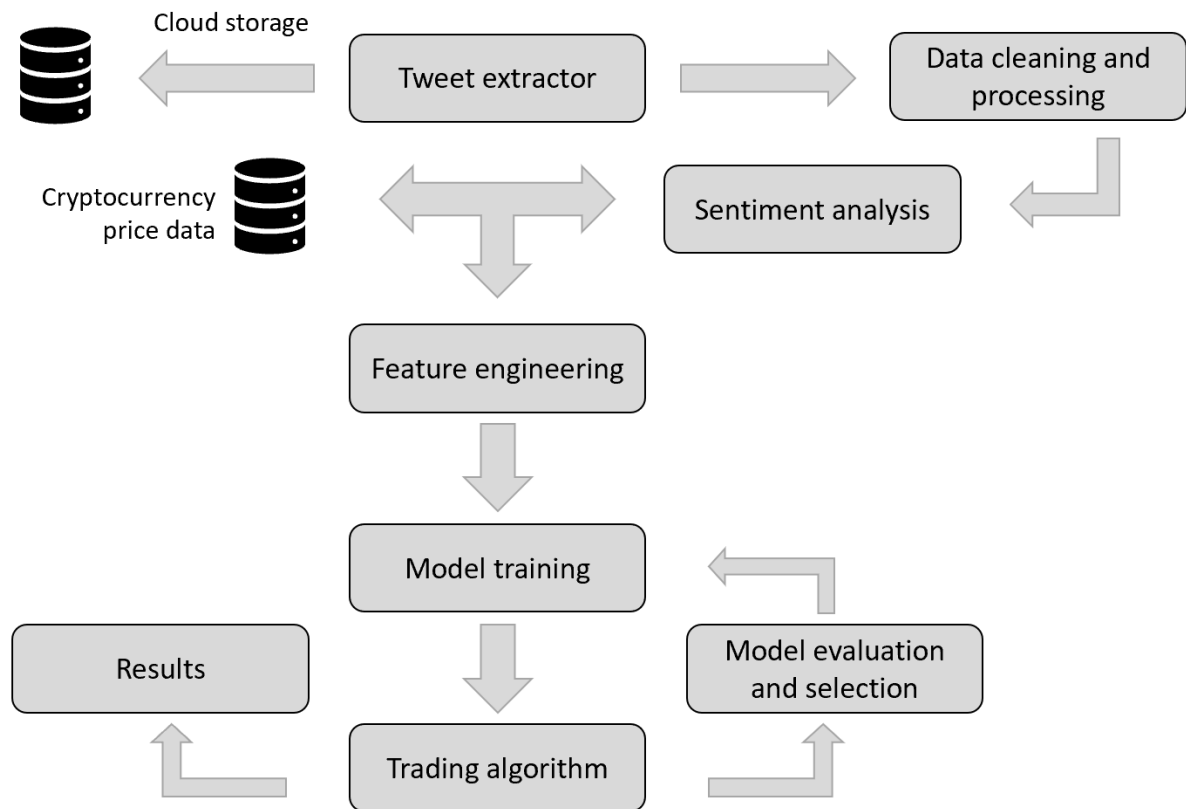 Cloud storage
Tweet extractor
Data cleaning and
processing
Cryptocurrency
price data
Sentiment analysis
Feature engineering
Model training
Results
Model evaluation
and selection
Trading algorithm